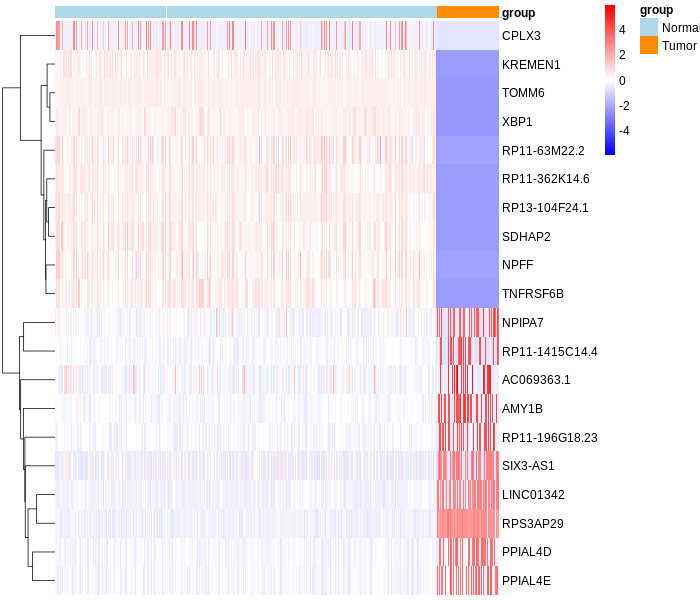 group
CPLX3
KREMEN1
TOMM6
XBP1
RP11-63M22.2
RP11-362K14.6
RP13-104F24.1
SDHAP2
NPFF
TNFRSF6B
NPIPA7
RP11-1415C14.4
AC069363.1
AMY1B
RP11-196G18.23
SIX3-AS1
LINC01342
RPS3AP29
PPIAL4D
PPIAL4E
4
2
0
-2
-4
group
Normal
Tumor